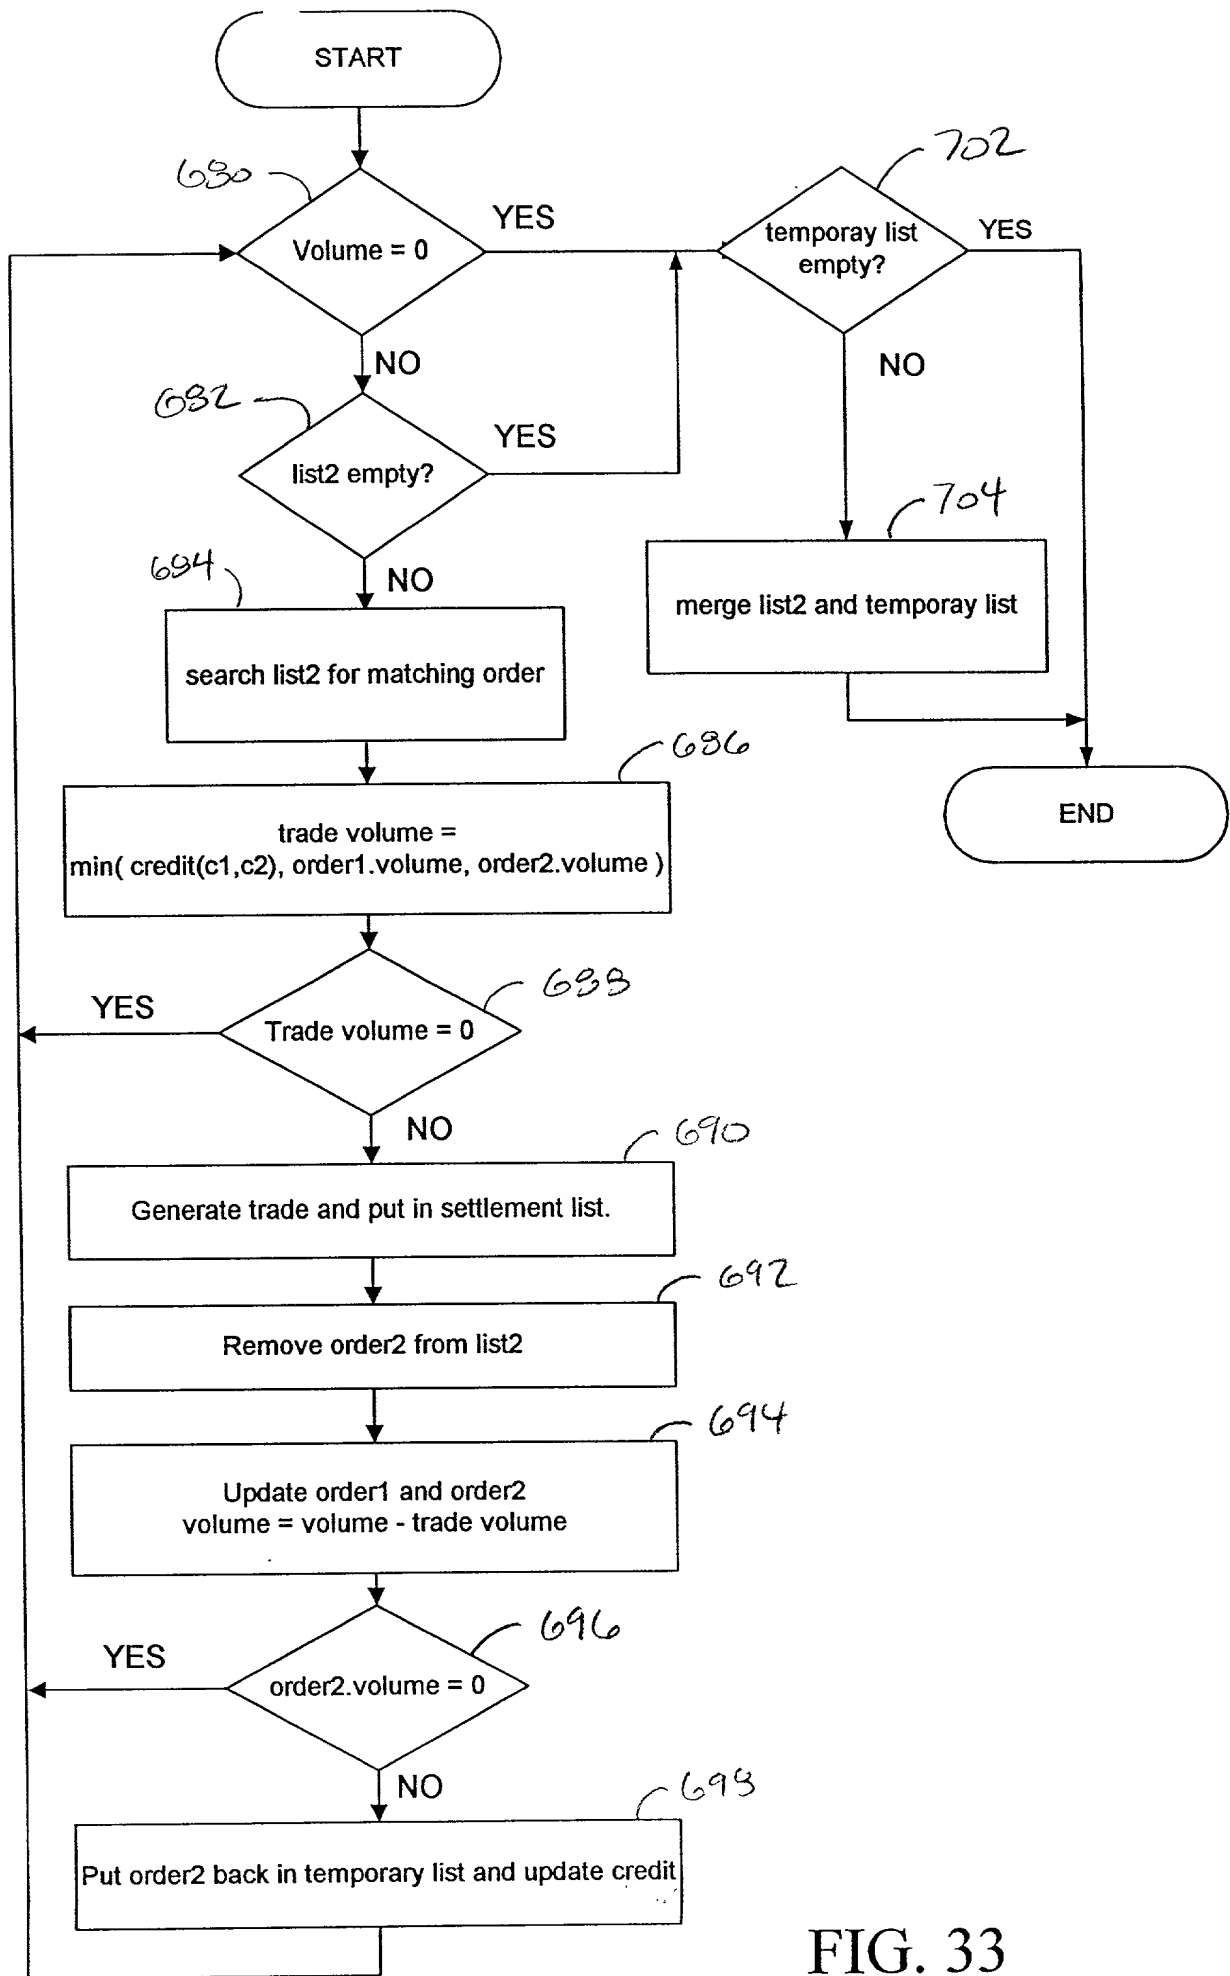 START
680
702
YES
Volume = 0
temporay list
empty?
YES
NO
NO
682
YES
list2 empty?
684
NO
704
search list2 for matching order
merge list2 and temporay list
686
trade volume =
min( credit(c1,c2), order1.volume, order2.volume )
END
688
YES
Trade volume = 0
NO
690
Generate trade and put in settlement list.
692
Remove order2 from list2
694
Update order1 and order2
volume = volume - trade volume
696
YES
order2.volume = 0
NO
698
Put order2 back in temporary list and update credit
FIG. 33